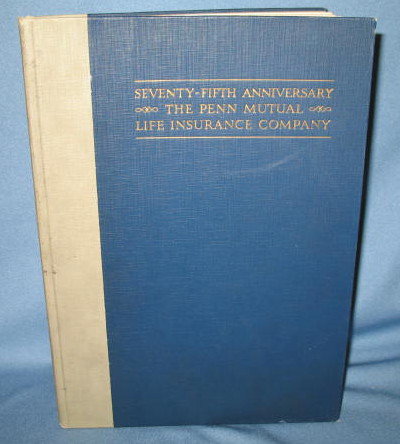 SEVENTY-FIFTH ANNIVERSARY
THE PENN MUTUAL
LIFE INSURANCE COMPANY